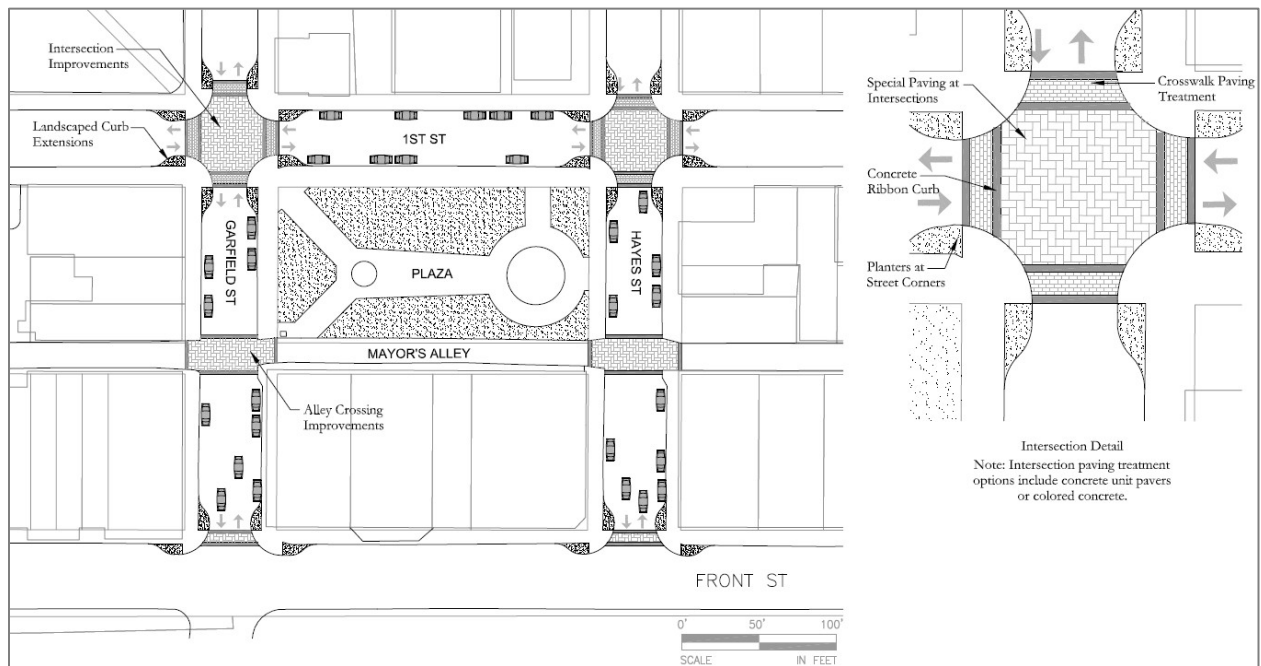 Intersection
Improvements
Landscaped Curb
Extensions
1ST ST
GARFIELD ST
PLAZA
HAYES ST
MAYOR'S ALLEY
Alley Crossing
Improvements
FRONT ST
0' 50' 100'
SCALE IN FEET
Special Paving at
Intersections
Crosswalk Paving
Treatment
Concrete
Ribbon Curb
Planters at
Street Corners
Intersection Detail
Note: Intersection paving treatment
options include concrete unit pavers
or colored concrete.